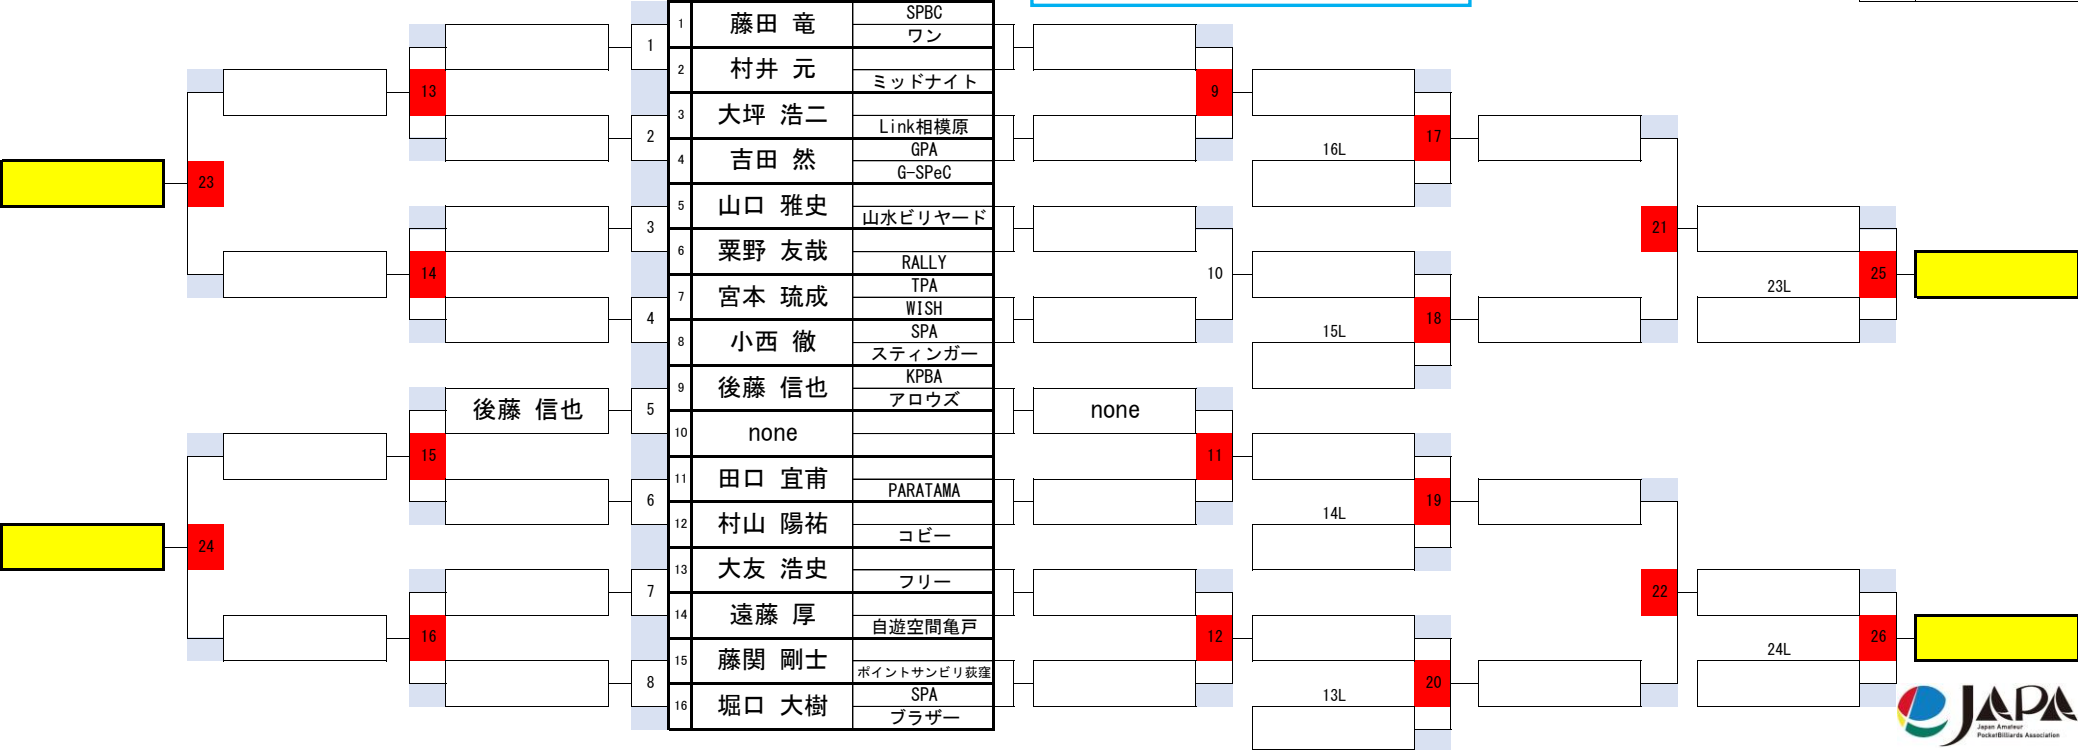 1 藤田 竜 SPBC
ワン
2 村井 元
ミッドナイト
3 大坪 浩二
Link相模原
4 吉田 然 GPA
G-SPeC
5 山口 雅史
山水ビリヤード
6 粟野 友哉
RALLY
7 宮本 琉成 TPA
WISH
8 小西 徹 SPA
スティンガー
9 後藤 信也 KPBA
アロウズ
10 none
11 田口 宜甫
PARATAMA
12 村山 陽祐
コビー
13 大友 浩史
フリー
14 遠藤 厚
自遊空間亀戸
15 藤関 剛士
ポイントサンビリ荻窪
16 堀口 大樹 SPA
ブラザー
1
2
3
4
後藤 信也 5
6
7
8
13
14
15
16
23
24
none
9
10
11
12
16L
15L
14L
13L
17
18
19
20
21
22
23L
24L
25
26
JAPA
Japan Amateur
PocketBilliards Association